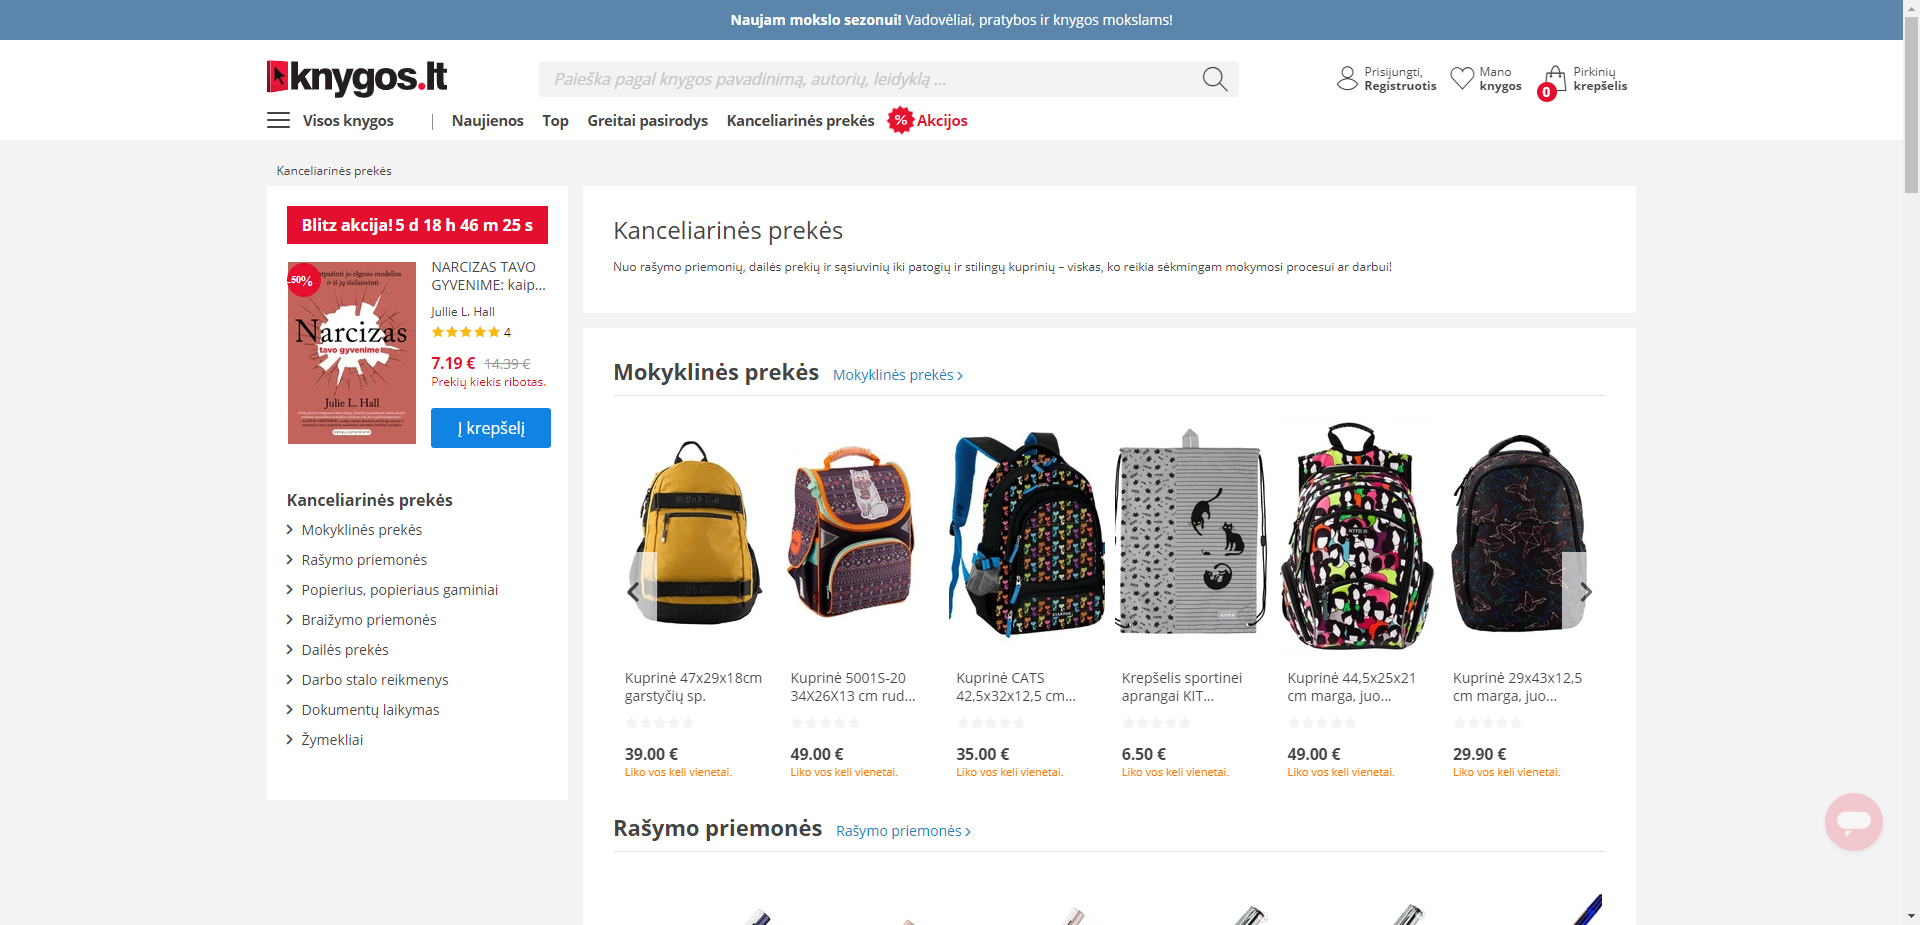 Naujam mokslo sezonui! Vadovėliai, pratybos ir knygos mokslams!
knygos.lt
Paieška pagal knygos pavadinimą, autorių, leidyklą ...
Prisijungti,
Registruotis
Mano
knygos
0
Pirkinių
krepšelis
Visos knygos
Naujienos
Top
Greitai pasirodys
Kanceliarinės prekės
%
Akcijos
Kanceliarinės prekės
Blitz akcija! 5 d 18 h 46 m 25 s
-50%
atpažinti jo elgesio modelius
ir iš jų išsilaisvinti
Narcizas
tavo gyvenime
Julie L. Hall
NARCIZAS TAVO
GYVENIME: kaip...
Jullie L. Hall
4
7.19 € 14.39 €
Prekių kiekis ribotas.
Į krepšelį
Kanceliarinės prekės
Mokyklinės prekės
Rašymo priemonės
Popierius, popieriaus gaminiai
Braižymo priemonės
Dailės prekės
Darbo stalo reikmenys
Dokumentų laikymas
Žymekliai
Kanceliarinės prekės
Nuo rašymo priemonių, dailės prekių ir sąsiuvinių iki patogių ir stilingų kuprinių – viskas, ko reikia sėkmingam mokymosi procesui ar darbui!
Mokyklinės prekės Mokyklinės prekės
Kuprinė 47x29x18cm
garstyčių sp.
39.00 €
Liko vos keli vienetai.
Kuprinė 5001S-20
34X26X13 cm rud...
49.00 €
Liko vos keli vienetai.
Kuprinė CATS
42,5x32x12,5 cm...
35.00 €
Liko vos keli vienetai.
Krepšelis sportinei
aprangai KIT...
6.50 €
Liko vos keli vienetai.
Kuprinė 44,5x25x21
cm marga, juo...
49.00 €
Liko vos keli vienetai.
Kuprinė 29x43x12,5
cm marga, juo...
29.90 €
Liko vos keli vienetai.
Rašymo priemonės Rašymo priemonės